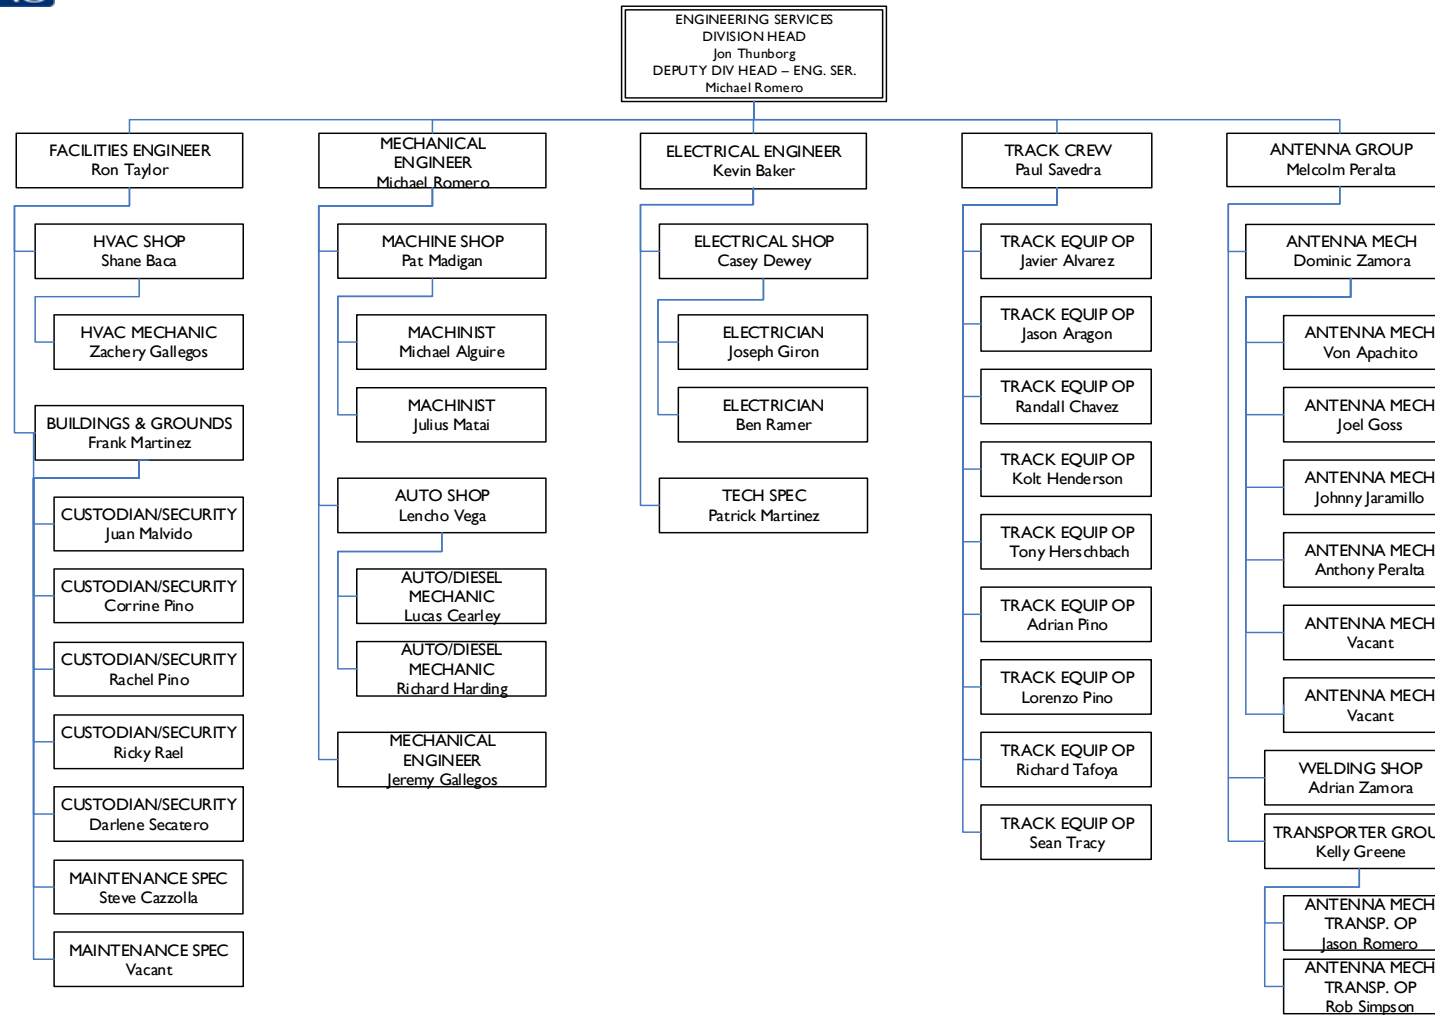 ENGINEERING SERVICES
DIVISION HEAD
Jon Thunborg
DEPUTY DIV HEAD – ENG. SER.
Michael Romero
FACILITIES ENGINEER
Ron Taylor
HVAC SHOP
Shane Baca
HVAC MECHANIC
Zachery Gallegos
BUILDINGS & GROUNDS
Frank Martinez
CUSTODIAN/SECURITY
Juan Malvido
CUSTODIAN/SECURITY
Corrine Pino
CUSTODIAN/SECURITY
Rachel Pino
CUSTODIAN/SECURITY
Ricky Rael
CUSTODIAN/SECURITY
Darlene Secatero
MAINTENANCE SPEC
Steve Cazzolla
MAINTENANCE SPEC
Vacant
MECHANICAL
ENGINEER
Michael Romero
MACHINE SHOP
Pat Madigan
MACHINIST
Michael Alguire
MACHINIST
Julius Matai
AUTO SHOP
Lencho Vega
AUTO/DIESEL
MECHANIC
Lucas Cearley
AUTO/DIESEL
MECHANIC
Richard Harding
MECHANICAL
ENGINEER
Jeremy Gallegos
ELECTRICAL ENGINEER
Kevin Baker
ELECTRICAL SHOP
Casey Dewey
ELECTRICIAN
Joseph Giron
ELECTRICIAN
Ben Ramer
TECH SPEC
Patrick Martinez
TRACK CREW
Paul Savedra
TRACK EQUIP OP
Javier Alvarez
TRACK EQUIP OP
Jason Aragon
TRACK EQUIP OP
Randall Chavez
TRACK EQUIP OP
Kolt Henderson
TRACK EQUIP OP
Tony Herschbach
TRACK EQUIP OP
Adrian Pino
TRACK EQUIP OP
Lorenzo Pino
TRACK EQUIP OP
Richard Tafoya
TRACK EQUIP OP
Sean Tracy
ANTENNA GROUP
Melcolm Peralta
ANTENNA MECH
Dominic Zamora
ANTENNA MECH
Von Apachito
ANTENNA MECH
Joel Goss
ANTENNA MECH
Johnny Jaramillo
ANTENNA MECH
Anthony Peralta
ANTENNA MECH
Vacant
ANTENNA MECH
Vacant
WELDING SHOP
Adrian Zamora
TRANSPORTER GROU
Kelly Greene
ANTENNA MECH
TRANSP. OP
Jason Romero
ANTENNA MECH
TRANSP. OP
Rob Simpson